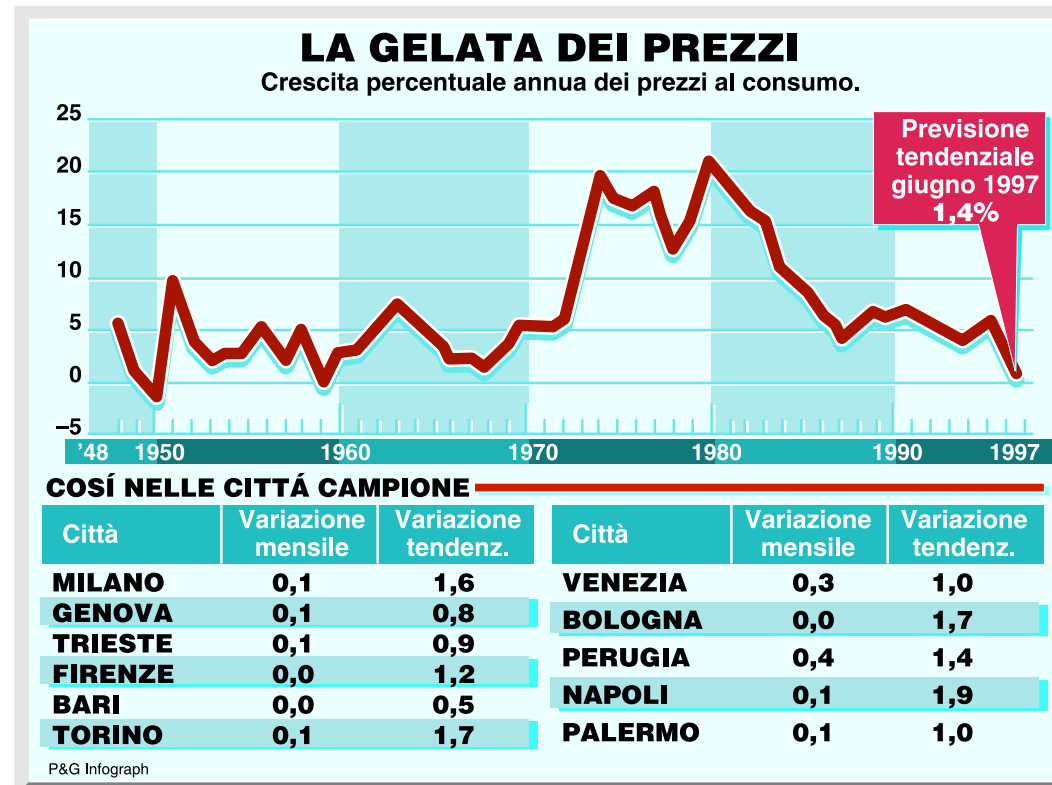 LA GELATA DEI PREZZI
Crescita percentuale annua dei prezzi al consumo.
25
20
15
10
5
0
–5
Previsione
tendenziale
giugno 1997
1,4%
'48 1950 1960 1970 1980 1990 1997
COSÍ NELLE CITTÁ CAMPIONE
Città Variazione mensile Variazione tendenz.
MILANO 0,1 1,6
GENOVA 0,1 0,8
TRIESTE 0,1 0,9
FIRENZE 0,0 1,2
BARI 0,0 0,5
TORINO 0,1 1,7
Città Variazione mensile Variazione tendenz.
VENEZIA 0,3 1,0
BOLOGNA 0,0 1,7
PERUGIA 0,4 1,4
NAPOLI 0,1 1,9
PALERMO 0,1 1,0
P&G Infograph